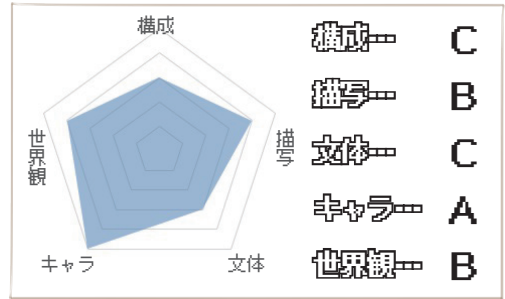 構成
描写
文体
キャラ
世界観
構成… C
描写… B
文体… C
キャラ… A
世界観… B